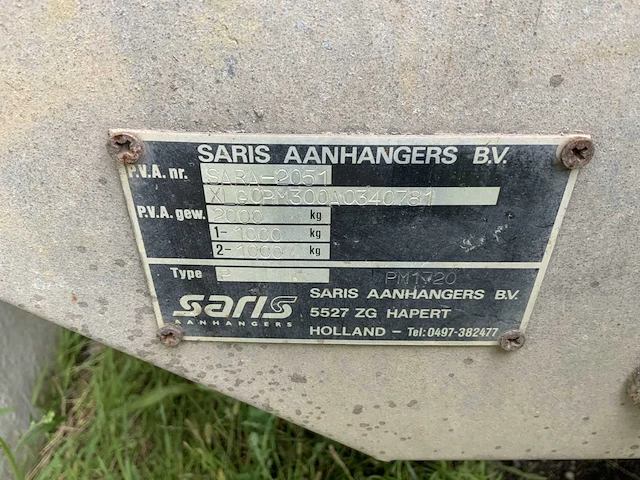 SARIS AANHANGERS B.V.
P.V.A. nr. SARA-2051
XLG0PM300A0340781
P.V.A. gew. 2000 kg
1- 1000 kg
2- 1000 kg
Type P PM1720
saris
AANHANGERS
SARIS AANHANGERS B.V.
5527 ZG HAPERT
HOLLAND – Tel: 0497-382477